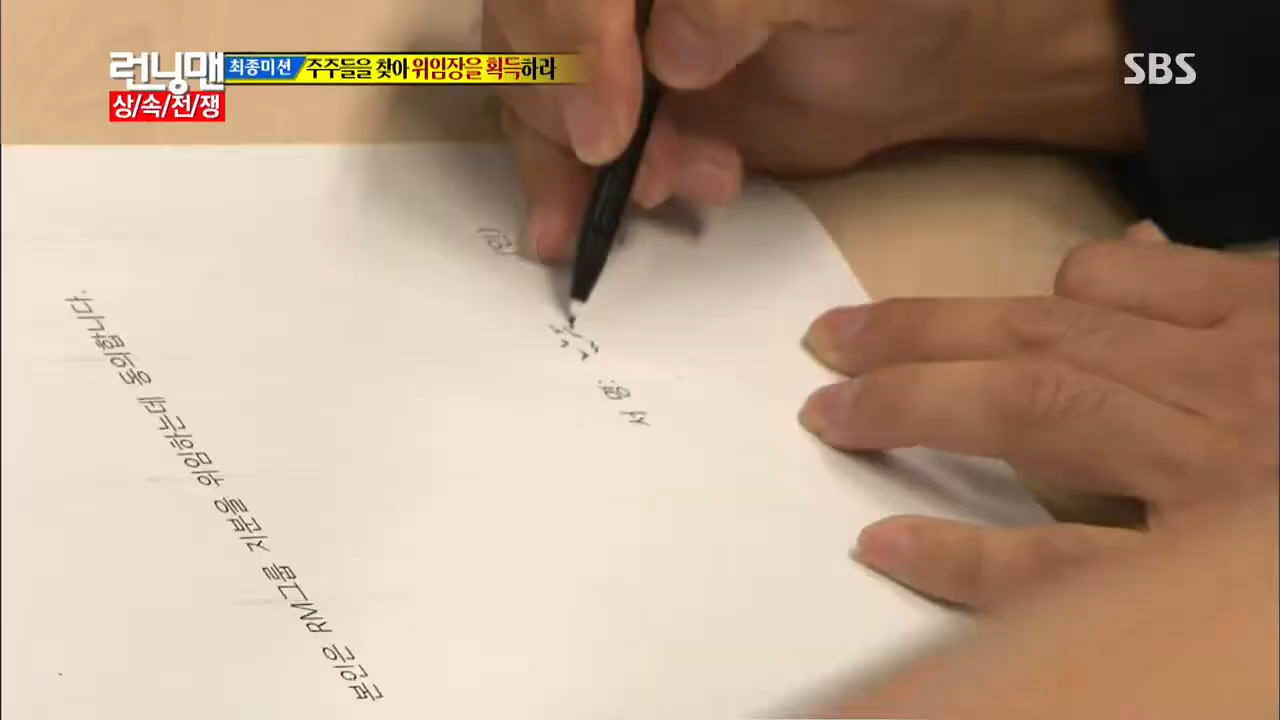 런닝맨
최종미션 주주들을 찾아 위임장을 획득하라
SBS
상/속/전/쟁
(인)
서 명:
본인은 RM그룹 지분을 위임하는데 동의합니다.